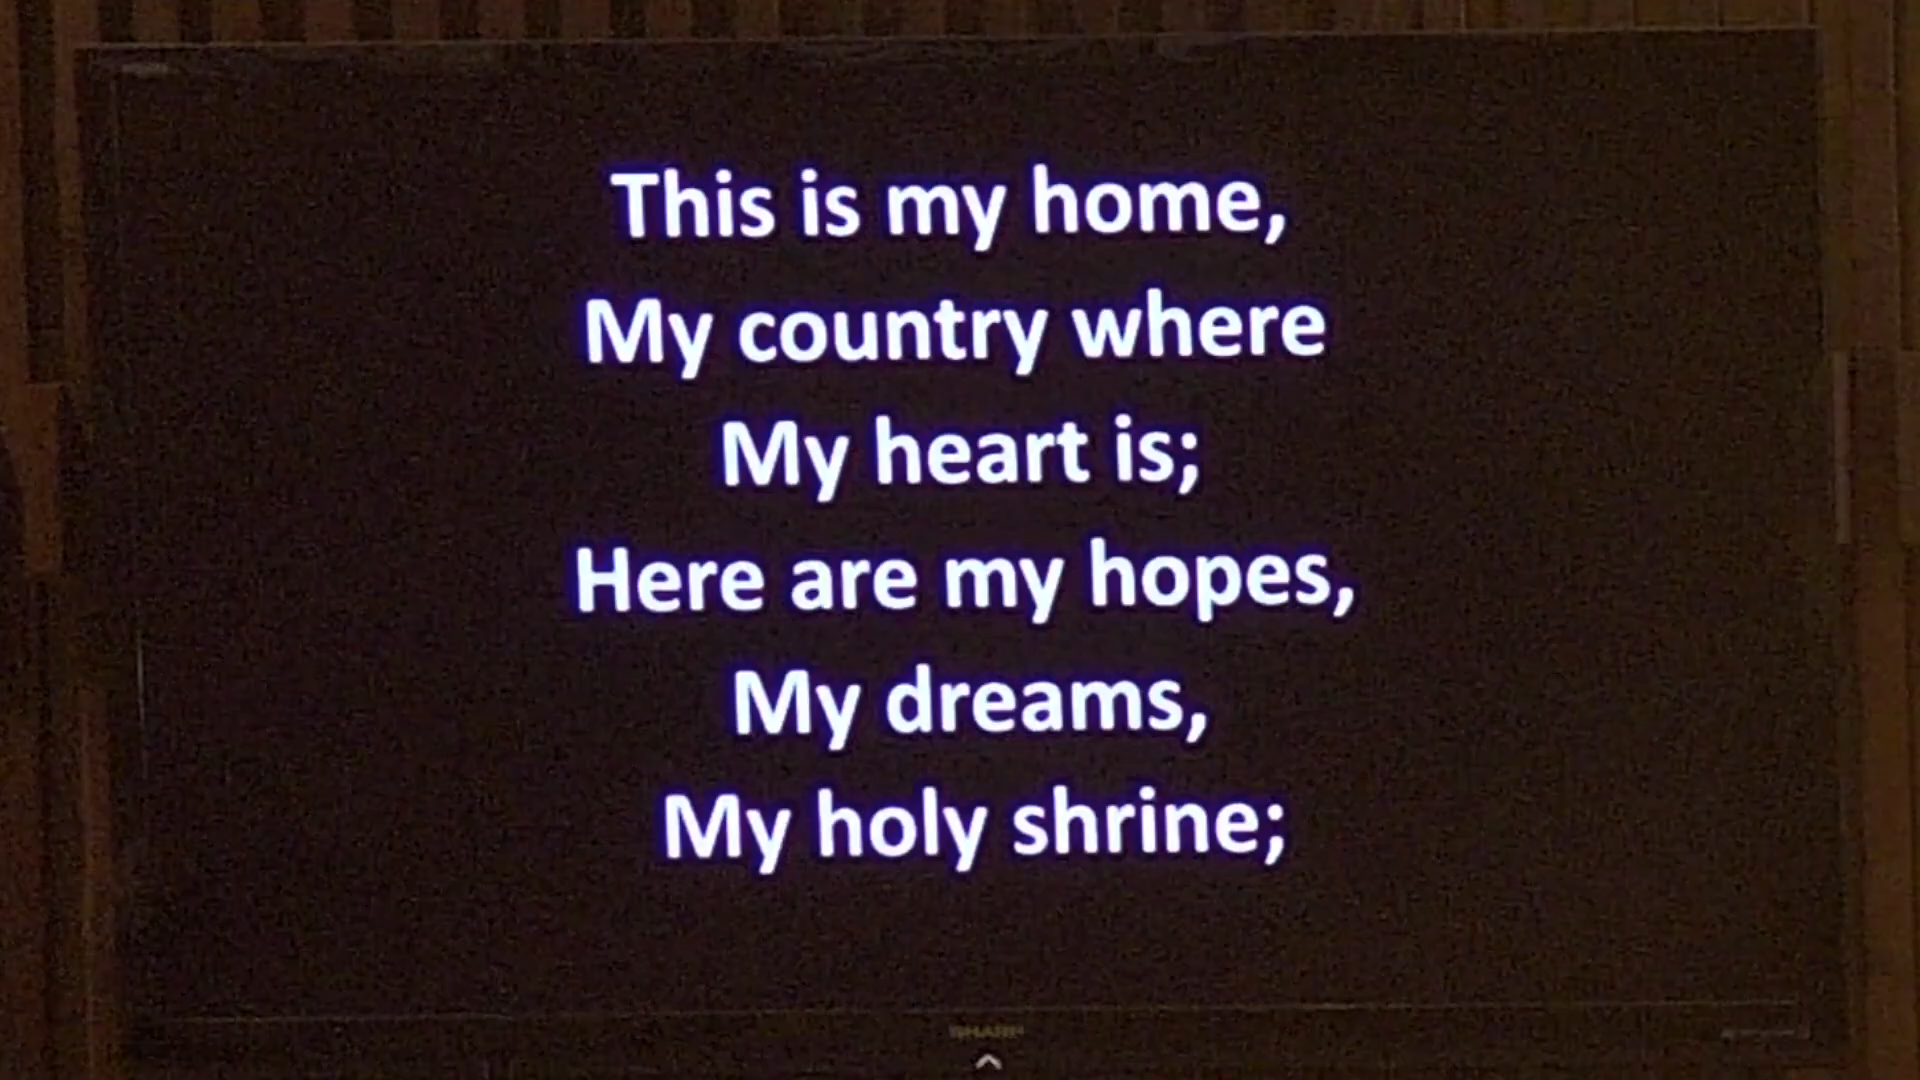 This is my home,
My country where
My heart is;
Here are my hopes,
My dreams,
My holy shrine;
SHARP